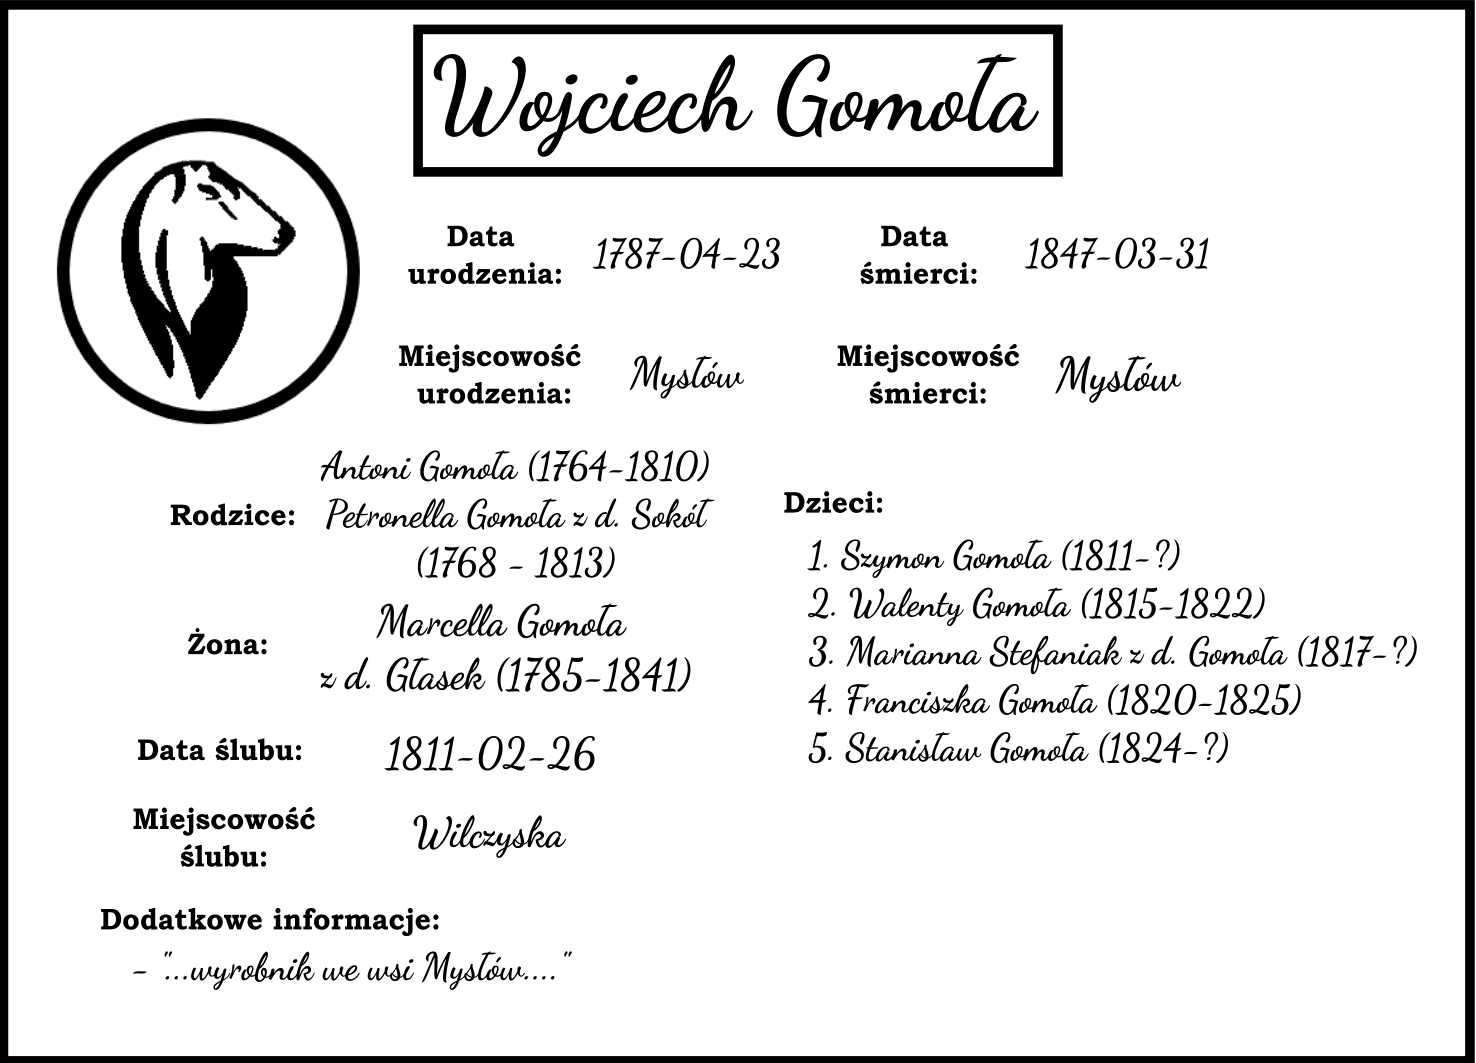 Wojciech Gomoła
Data
urodzenia:
1787-04-23
Data
śmierci:
1847-03-31
Miejscowość
urodzenia:
Mysłów
Miejscowość
śmierci:
Mysłów
Rodzice:
Antoni Gomoła (1764-1810)
Petronella Gomoła z d. Sokół
(1768 - 1813)
Żona:
Marcella Gomoła
z d. Głasek (1785-1841)
Data ślubu:
1811-02-26
Miejscowość
ślubu:
Wilczyska
Dzieci:
1. Szymon Gomoła (1811-?)
2. Walenty Gomoła (1815-1822)
3. Marianna Stefaniak z d. Gomoła (1817-?)
4. Franciszka Gomoła (1820-1825)
5. Stanisław Gomoła (1824-?)
Dodatkowe informacje:
- "...wyrobnik we wsi Mysłów...."